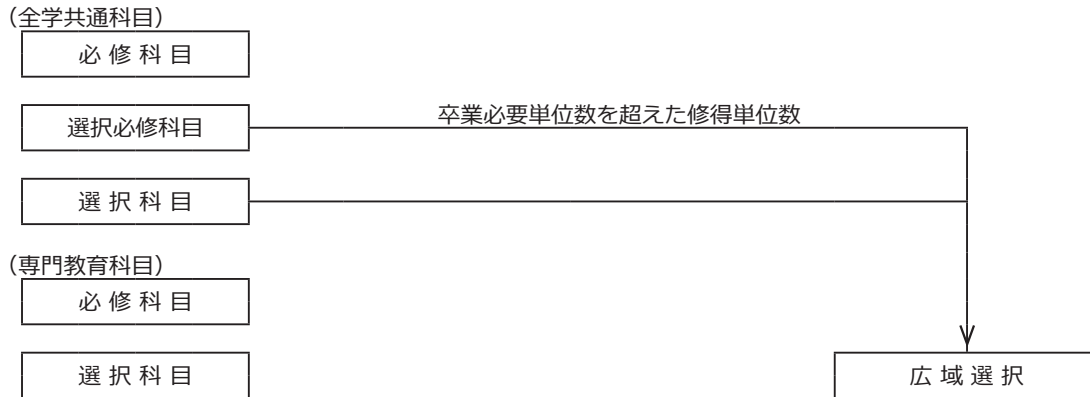 （全学共通科目）
必 修 科 目
選択必修科目
卒業必要単位数を超えた修得単位数
選 択 科 目
（専門教育科目）
必 修 科 目
選 択 科 目
広 域 選 択